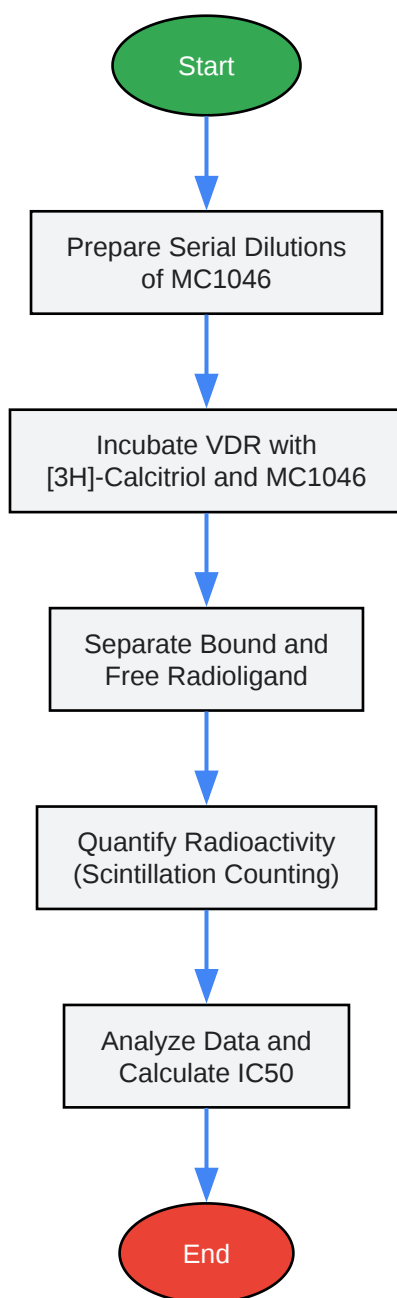 Start
Prepare Serial Dilutions
of MC1046
Incubate VDR with
[3H]-Calcitriol and MC1046
Separate Bound and
Free Radioligand
Quantify Radioactivity
(Scintillation Counting)
Analyze Data and
Calculate IC50
End